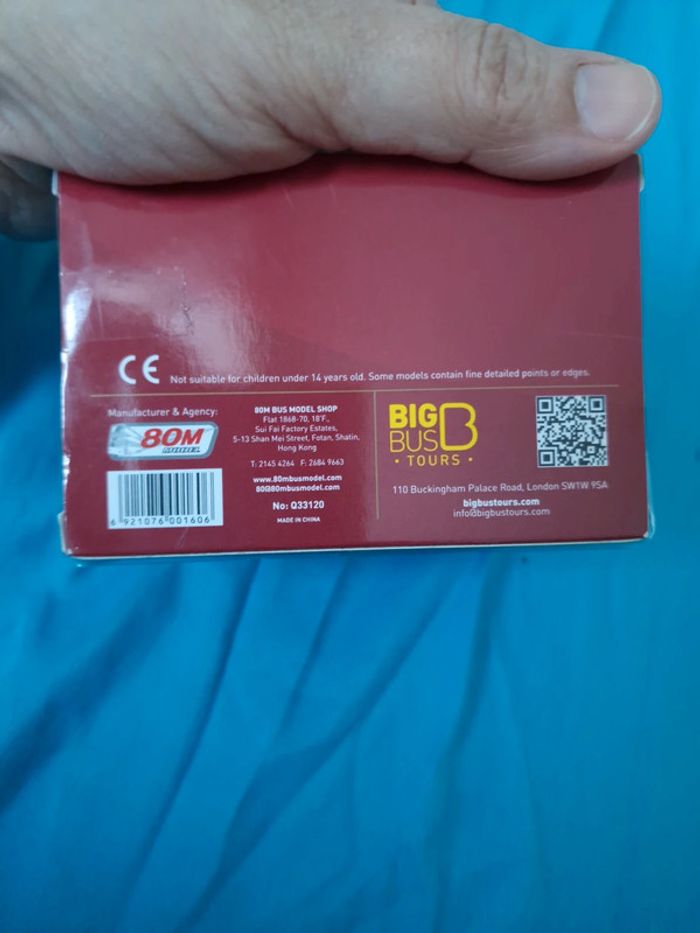 CE Not suitable for children under 14 years old. Some models contain fine detailed points or edges.
Manufacturer & Agency:
80M
MODEL
6 921076 001606
80M BUS MODEL SHOP
Flat 1868-70, 18'F.,
Sui Fai Factory Estates,
5-13 Shan Mei Street, Fotan, Shatin,
Hong Kong
T: 2145 4264 F: 2684 9663
www.80mbusmodel.com
80@80mbusmodel.com
No: Q33120
MADE IN CHINA
BIG
BUS
• TOURS •
110 Buckingham Palace Road, London SW1W 9SA
bigbustours.com
info@bigbustours.com